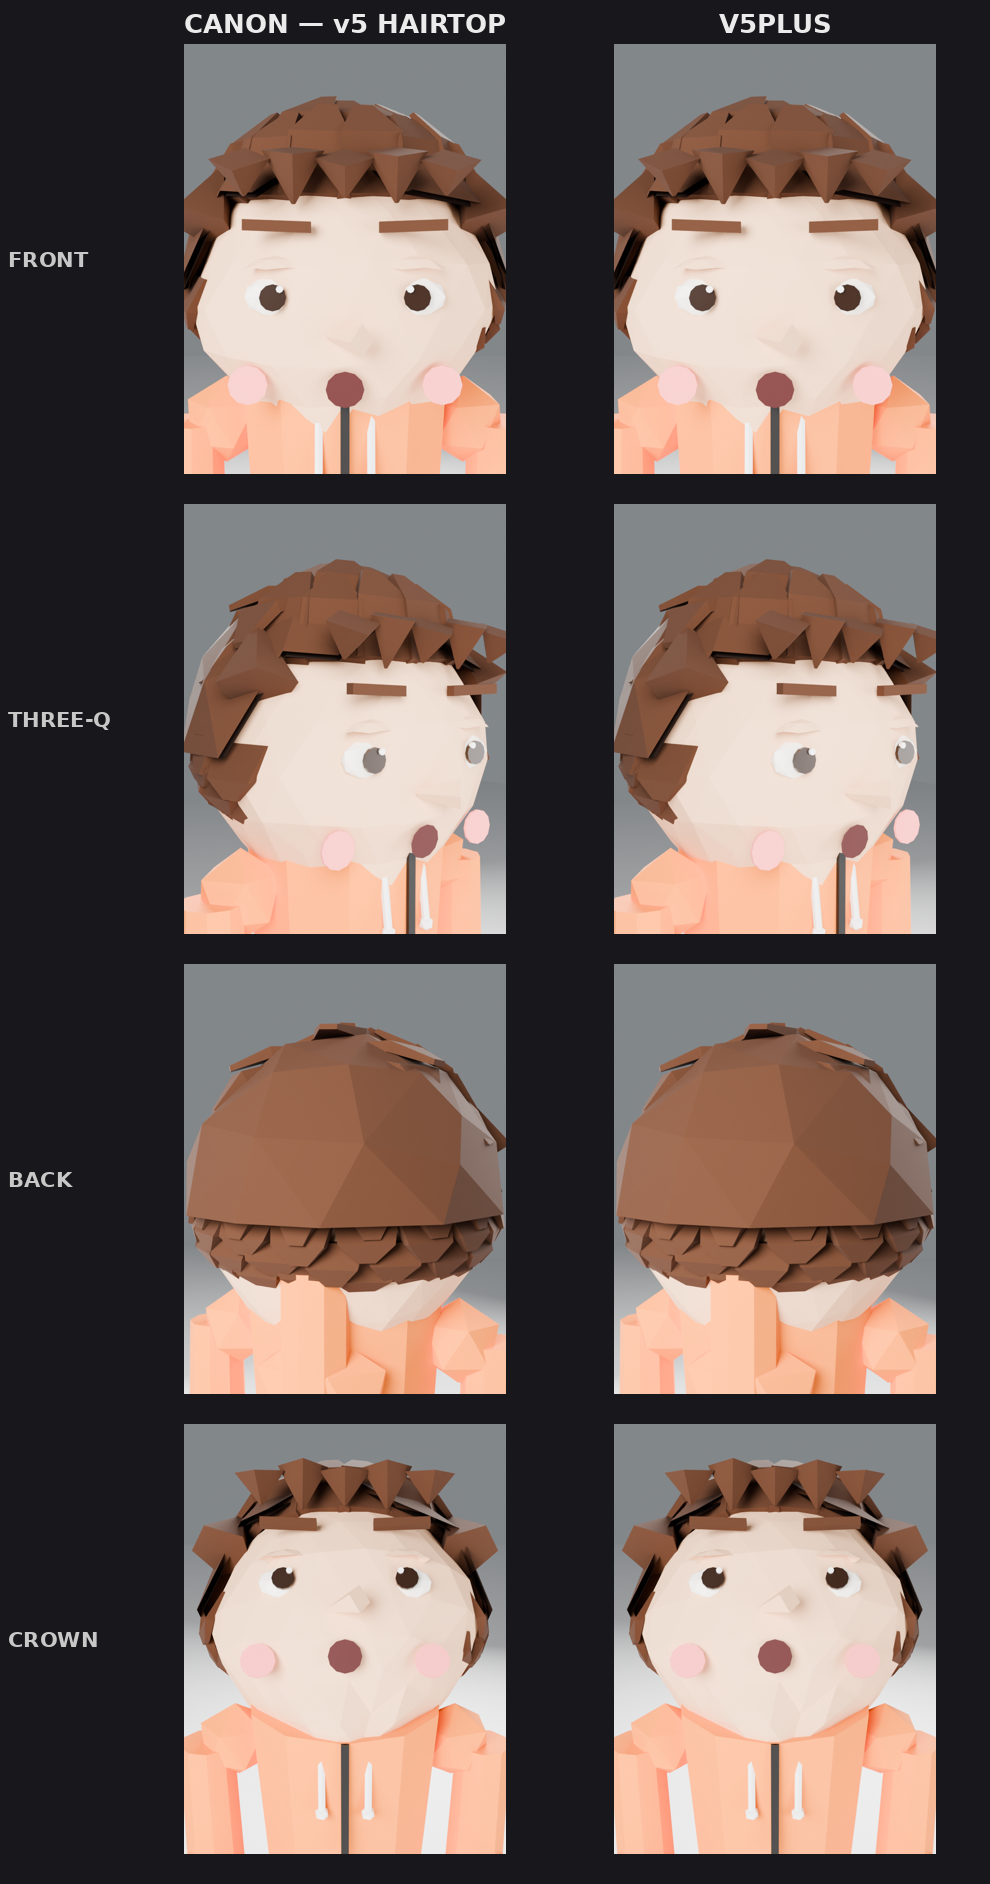 CANON — v5 HAIRTOP
V5PLUS
FRONT
THREE-Q
BACK
CROWN